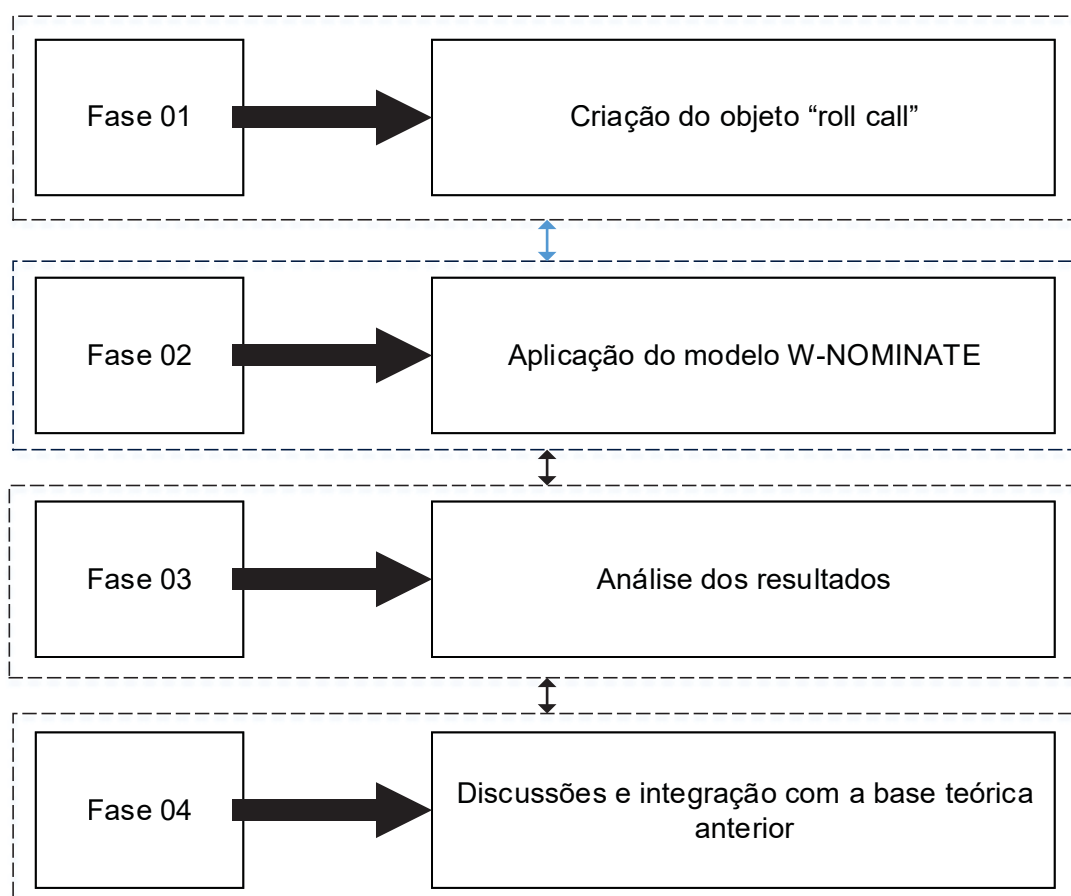 Fase 01
Criação do objeto “roll call”
Fase 02
Aplicação do modelo W-NOMINATE
Fase 03
Análise dos resultados
Fase 04
Discussões e integração com a base teórica
anterior